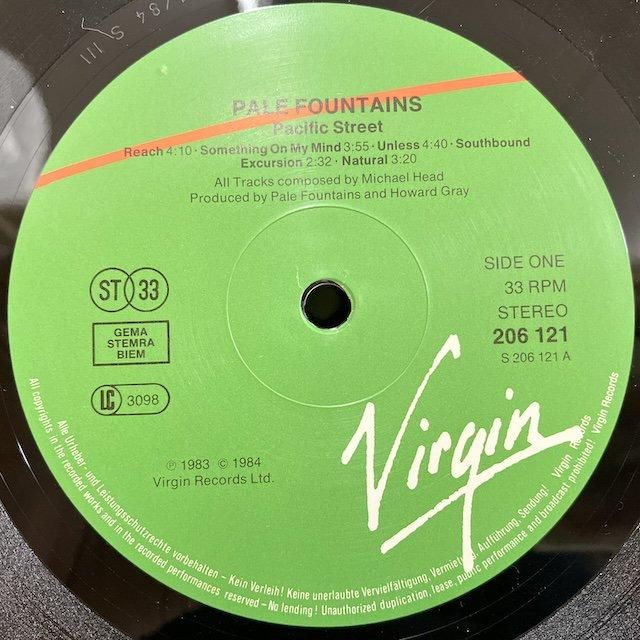 /84 S III
PALE FOUNTAINS
Pacific Street
Reach 4:10 · Something On My Mind 3:55 · Unless 4:40 · Southbound
Excursion 2:32 · Natural 3:20
All Tracks composed by Michael Head
Produced by Pale Fountains and Howard Gray
ST 33
GEMA
STEMRA
BIEM
LC 3098
SIDE ONE
33 RPM
STEREO
206 121
S 206 121 A
℗ 1983 © 1984
Virgin Records Ltd.
Virgin
Alle Urheber- und Leistungsschutzrechte vorbehalten – Kein Verleih! Keine unerlaubte Vervielfältigung, Vermietung, Aufführung, Sendung! Virgin Records
All copyrights in the recorded works and in the recorded performances reserved – No lending! Unauthorized duplication, lease, public performance and broadcast prohibited! Virgin Records